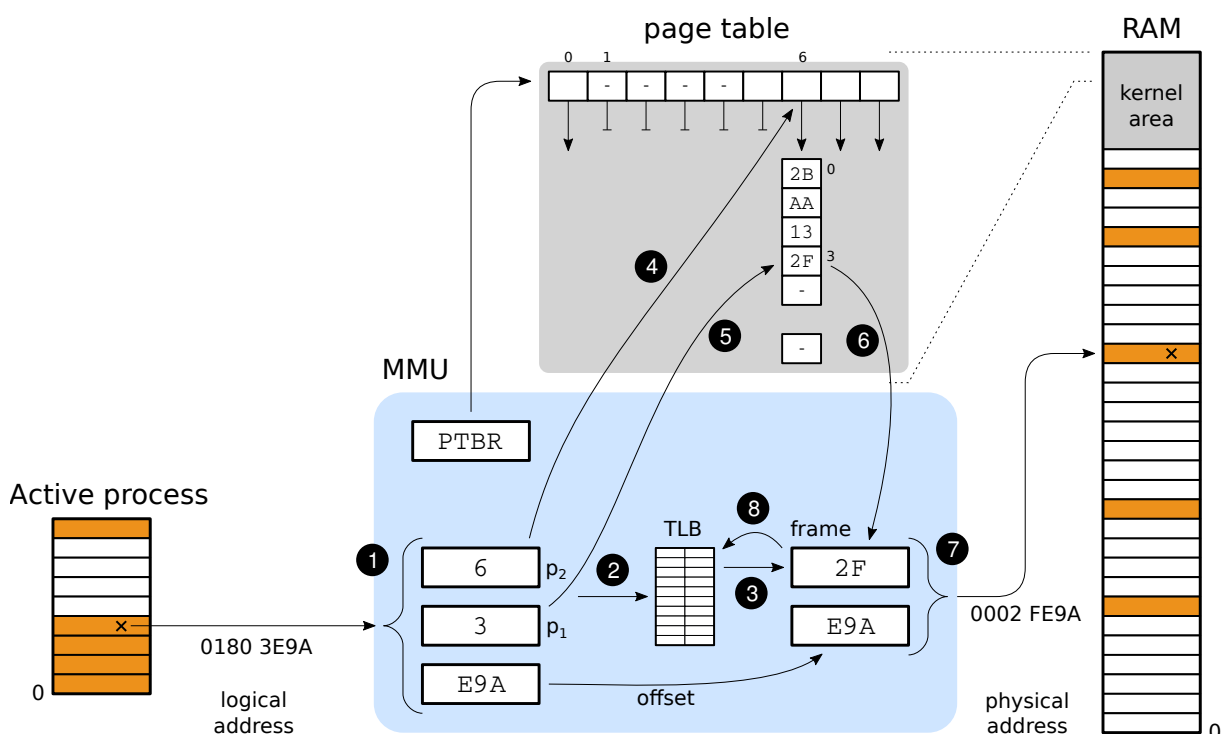 page table
RAM
0 1 6
- - - -
kernel
area
2B 0
AA
13
2F 3
-
-
4
5
6
MMU
PTBR
Active process
0
0180 3E9A
logical
address
1
6 p2
3 p1
E9A
2
TLB
8
3
frame
2F
E9A
offset
7
0002 FE9A
physical
address
0